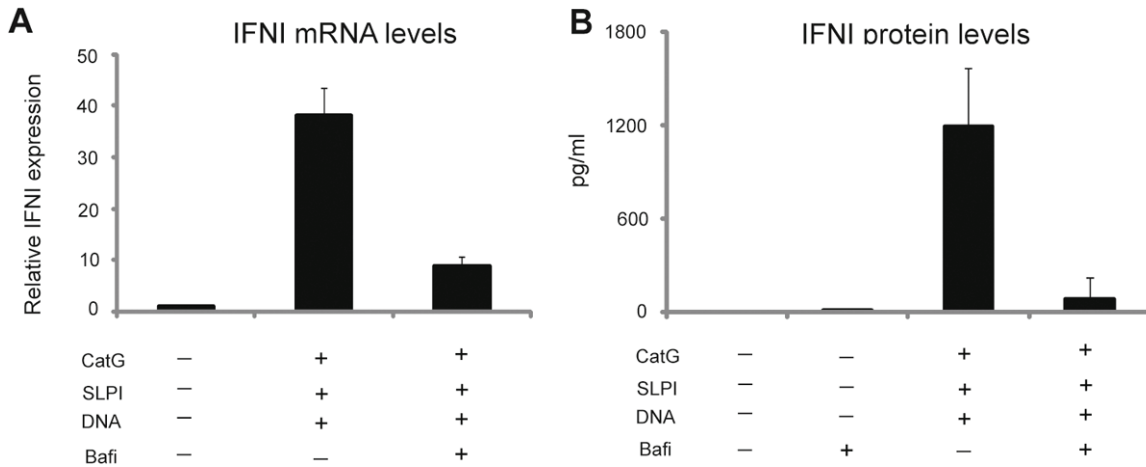 A
IFNI mRNA levels
Relative IFNI expression
50
40
30
20
10
0
CatG – + +
SLPI – + +
DNA – + +
Bafi – – +
B
IFNI protein levels
pg/ml
1800
1200
600
0
CatG – – + +
SLPI – – + +
DNA – – + +
Bafi – + – +